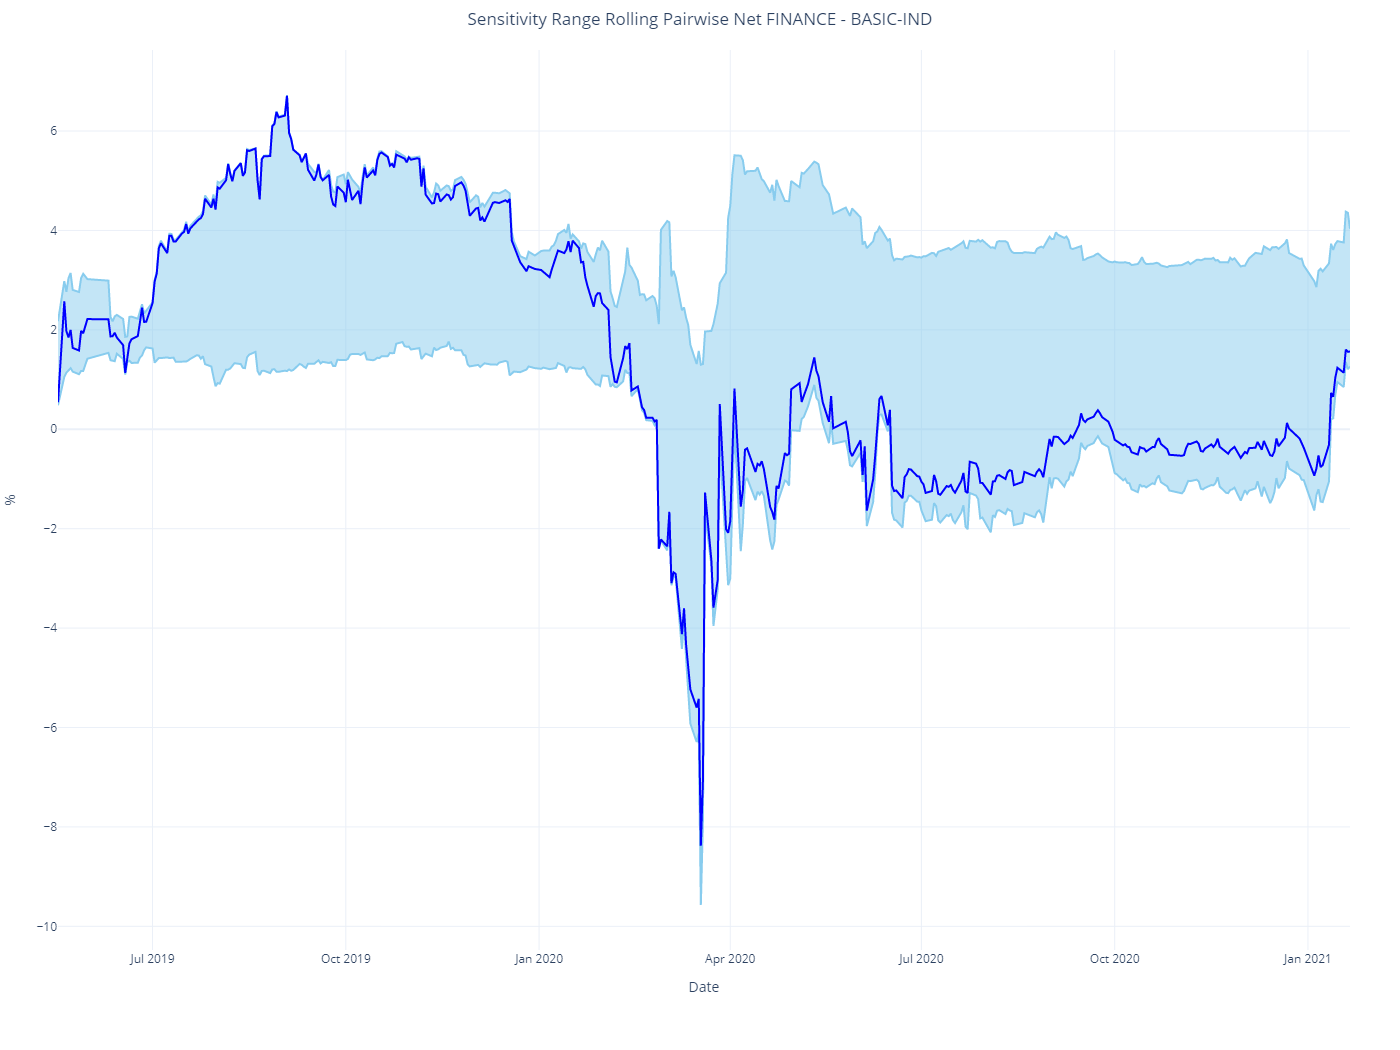 Sensitivity Range Rolling Pairwise Net FINANCE - BASIC-IND
6
4
2
0
−2
−4
−6
−8
−10
%
Jul 2019
Oct 2019
Jan 2020
Apr 2020
Jul 2020
Oct 2020
Jan 2021
Date